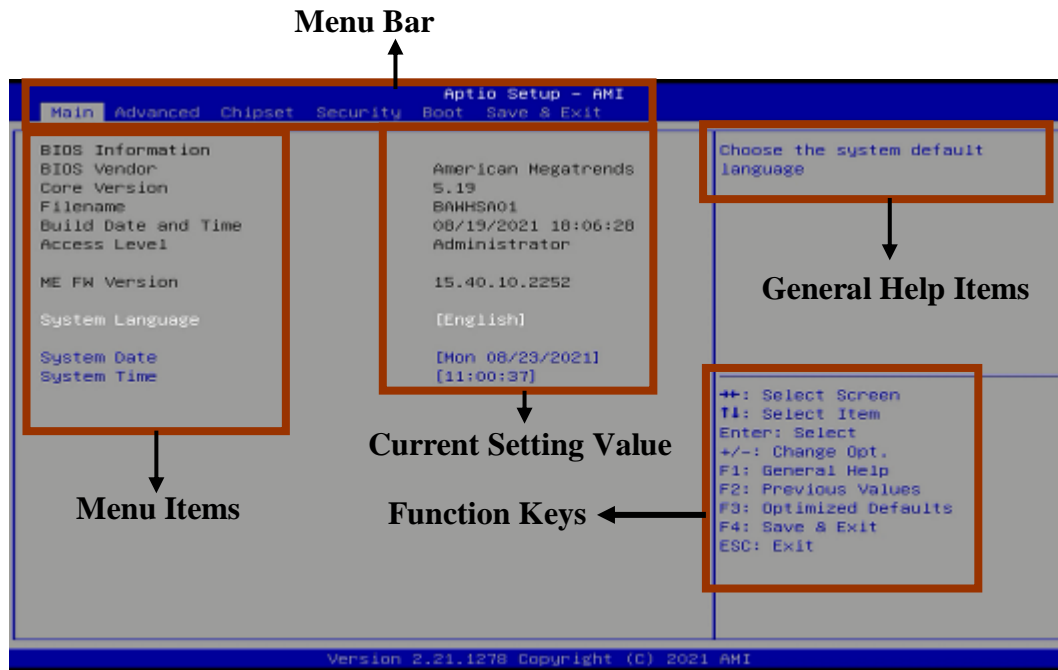 Menu Bar
Aptio Setup - AMI
Main Advanced Chipset Security Boot Save & Exit
BIOS Information
BIOS Vendor American Megatrends
Core Version 5.19
Filename BAWHSA01
Build Date and Time 08/19/2021 18:06:28
Access Level Administrator
ME FW Version 15.40.10.2252
System Language [English]
System Date [Mon 08/23/2021]
System Time [11:00:37]
Choose the system default
language
General Help Items
Current Setting Value
Menu Items
Function Keys
→←: Select Screen
↑↓: Select Item
Enter: Select
+/-: Change Opt.
F1: General Help
F2: Previous Values
F3: Optimized Defaults
F4: Save & Exit
ESC: Exit
Version 2.21.1278 Copyright (C) 2021 AMI